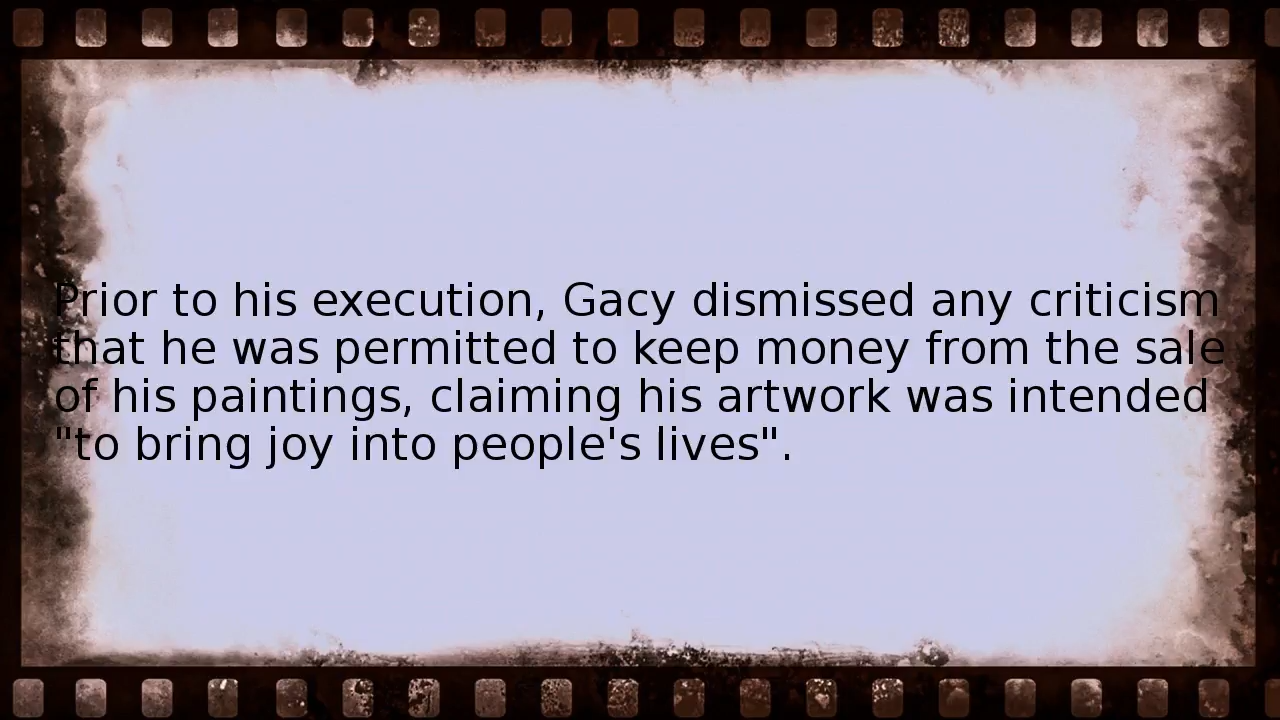 Prior to his execution, Gacy dismissed any criticism
that he was permitted to keep money from the sale
of his paintings, claiming his artwork was intended
"to bring joy into people's lives".